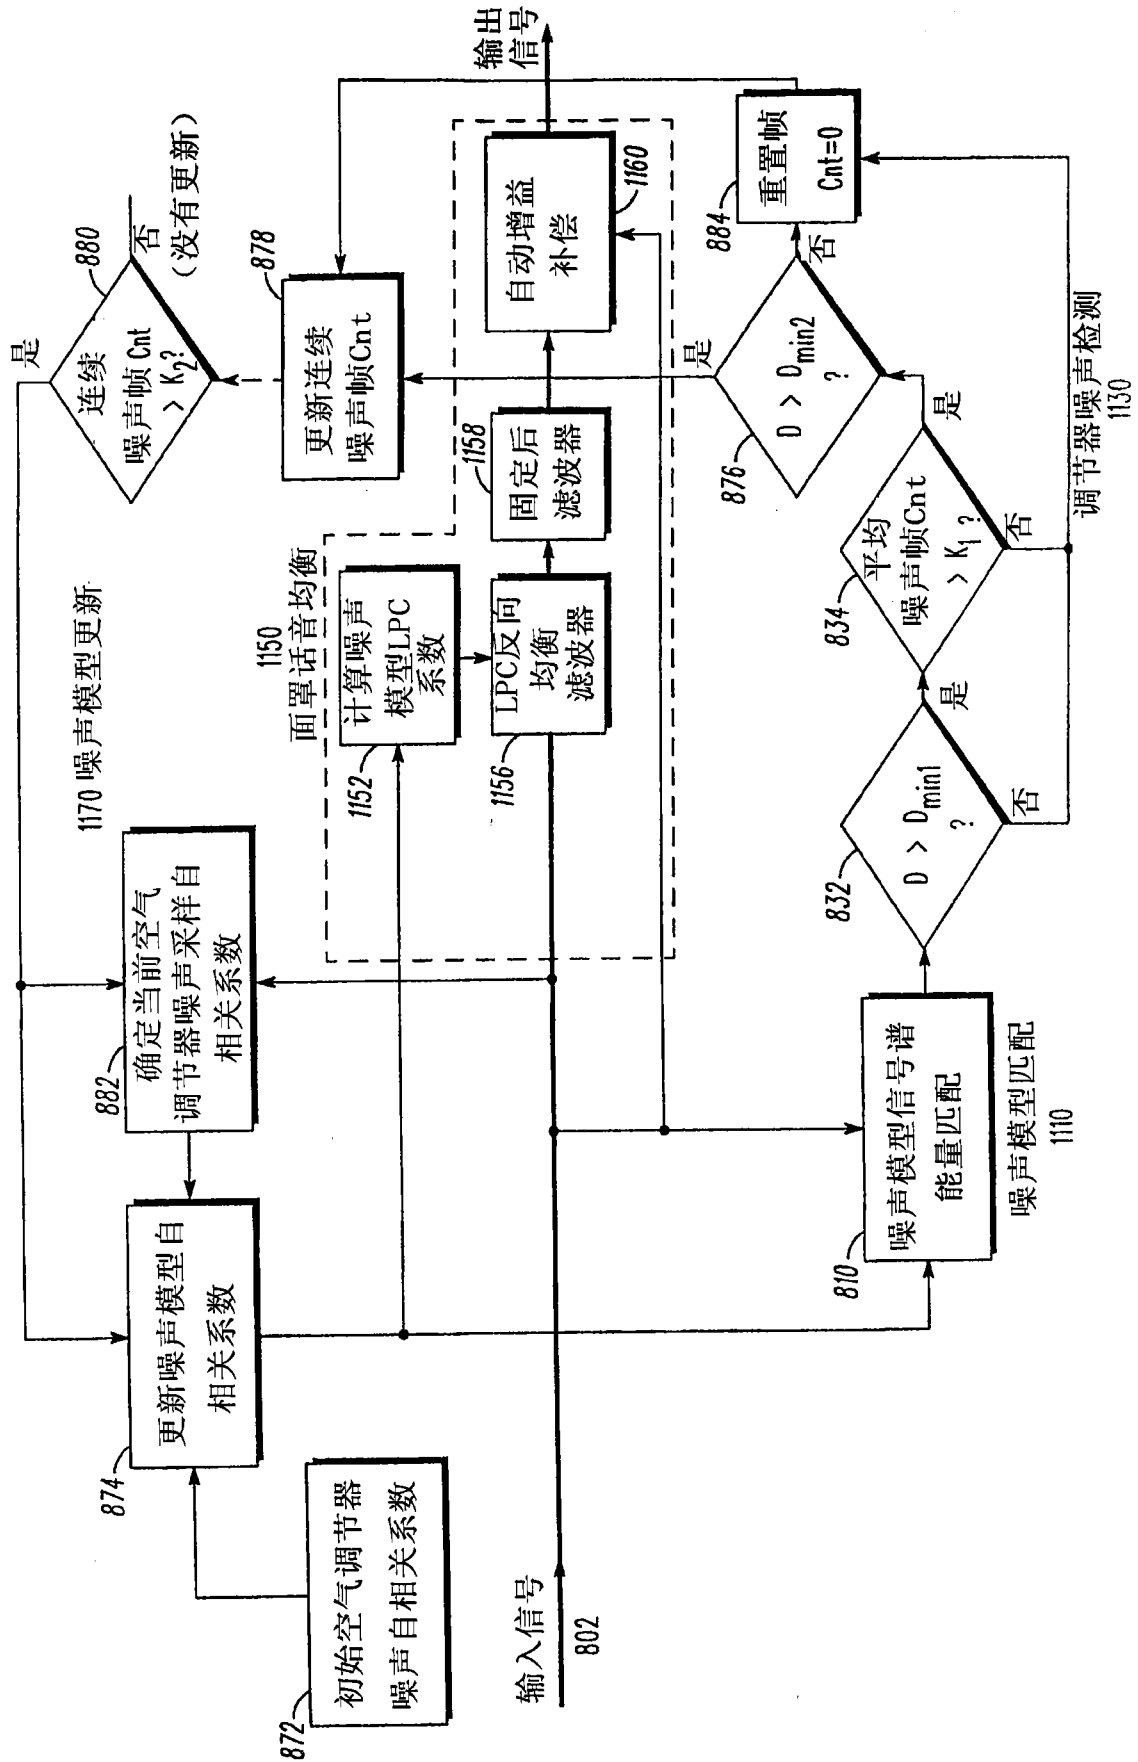 1170 噪声模型更新
是
880
连续
噪声帧Cnt
> K2?
否
(没有更新)
882
确定当前空气
调节器噪声采样自
相关系数
874
更新噪声模型自
相关系数
878
更新连续
噪声帧Cnt
872
初始空气调节器
噪声自相关系数
1150
面罩话音均衡
1152
计算噪声
模型LPC
系数
1156
LPC反向
均衡
滤波器
1158
固定后
滤波器
自动增益
补偿
1160
输出
信号
输入信号
802
810
噪声模型信号谱
能量匹配
噪声模型匹配
1110
832
D > Dmin1
?
是
否
834
平均
噪声帧Cnt
> K1?
是
否
876
D > Dmin2
?
是
否
884
重置帧
Cnt=0
调节器噪声检测
1130